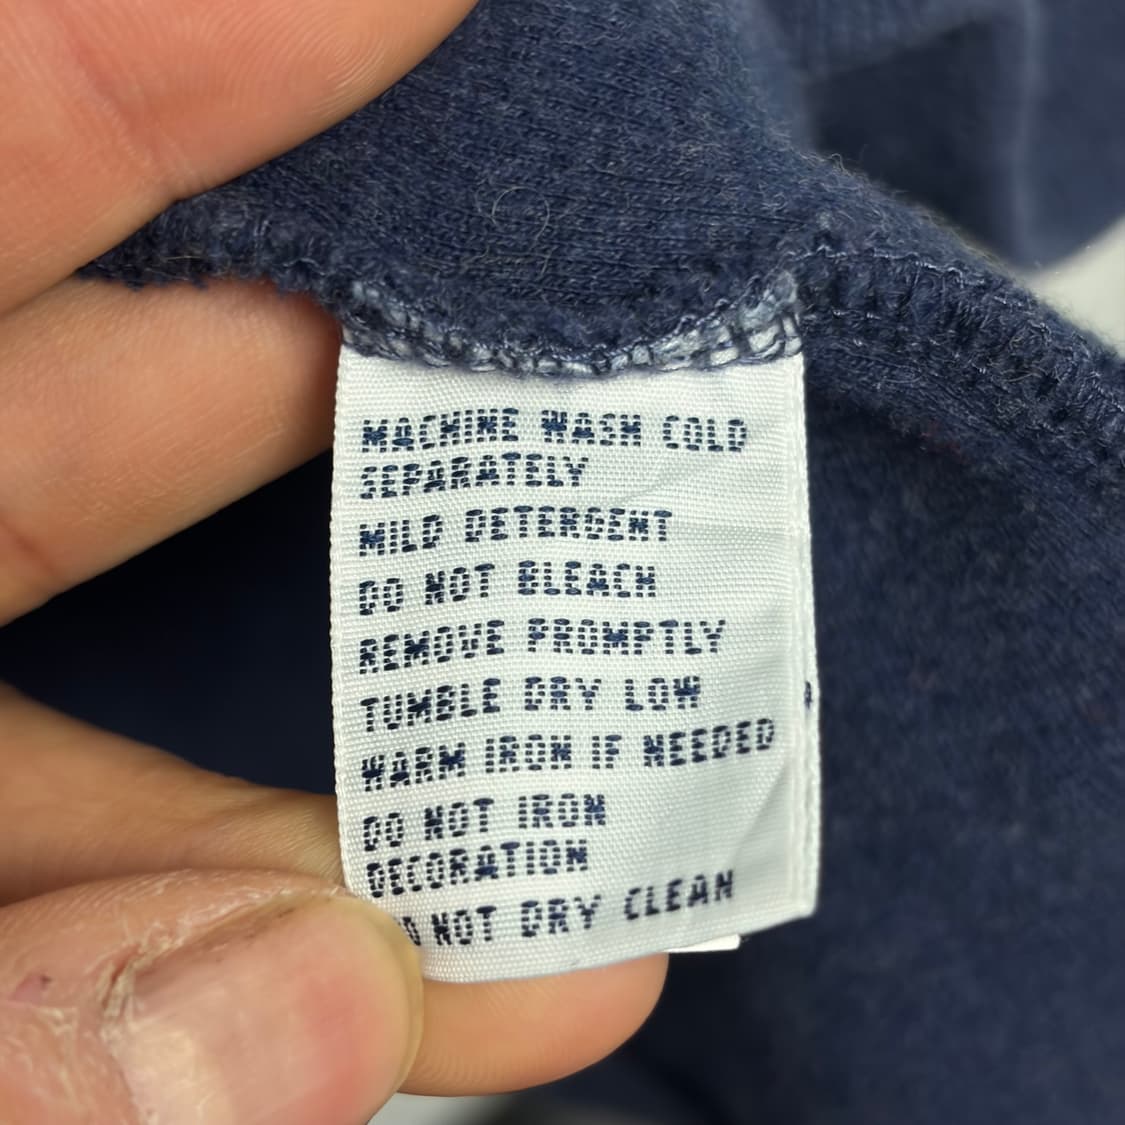 MACHINE WASH COLD
SEPARATELY
MILD DETERGENT
DO NOT BLEACH
REMOVE PROMPTLY
TUMBLE DRY LOW
WARM IRON IF NEEDED
DO NOT IRON
DECORATION
DO NOT DRY CLEAN